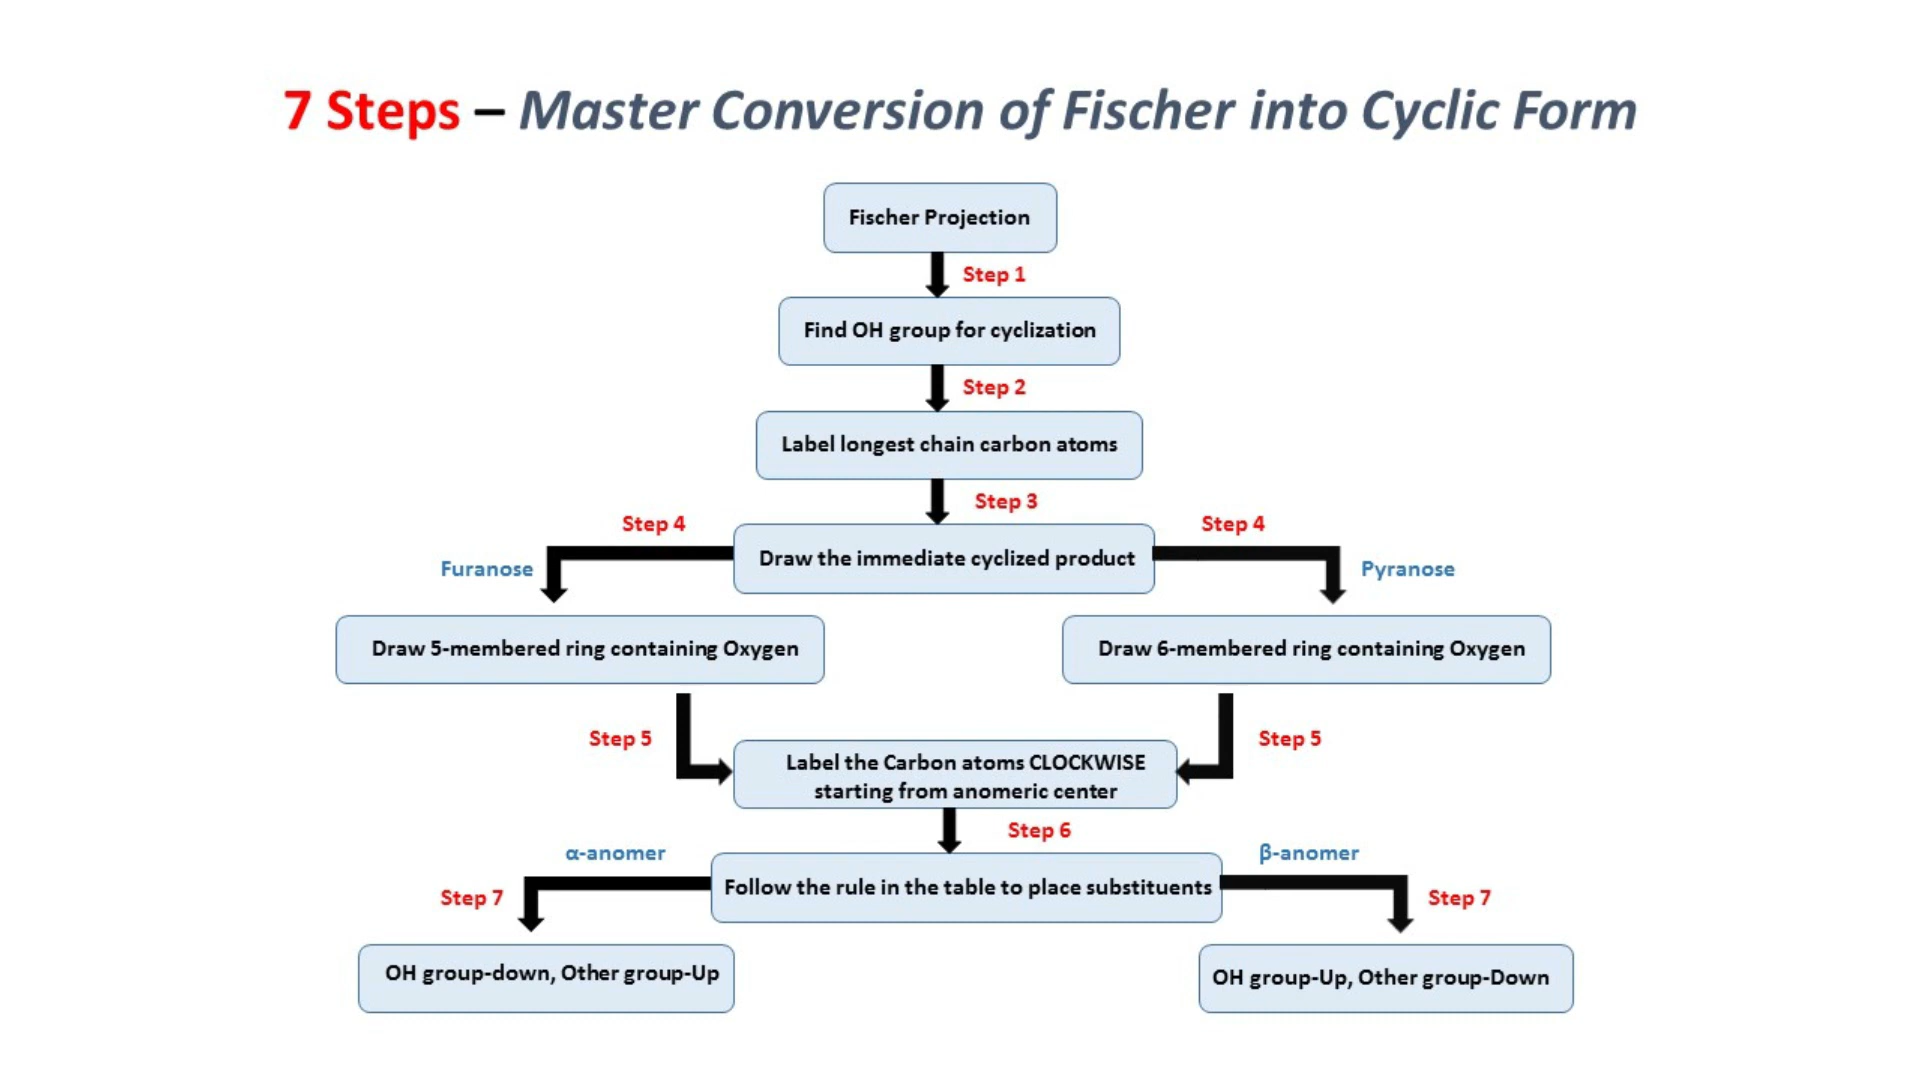 7 Steps – Master Conversion of Fischer into Cyclic Form
Fischer Projection
Step 1
Find OH group for cyclization
Step 2
Label longest chain carbon atoms
Step 3
Step 4
Step 4
Draw the immediate cyclized product
Furanose
Pyranose
Draw 5-membered ring containing Oxygen
Draw 6-membered ring containing Oxygen
Step 5
Step 5
Label the Carbon atoms CLOCKWISE
starting from anomeric center
Step 6
α-anomer
β-anomer
Follow the rule in the table to place substituents
Step 7
Step 7
OH group-down, Other group-Up
OH group-Up, Other group-Down